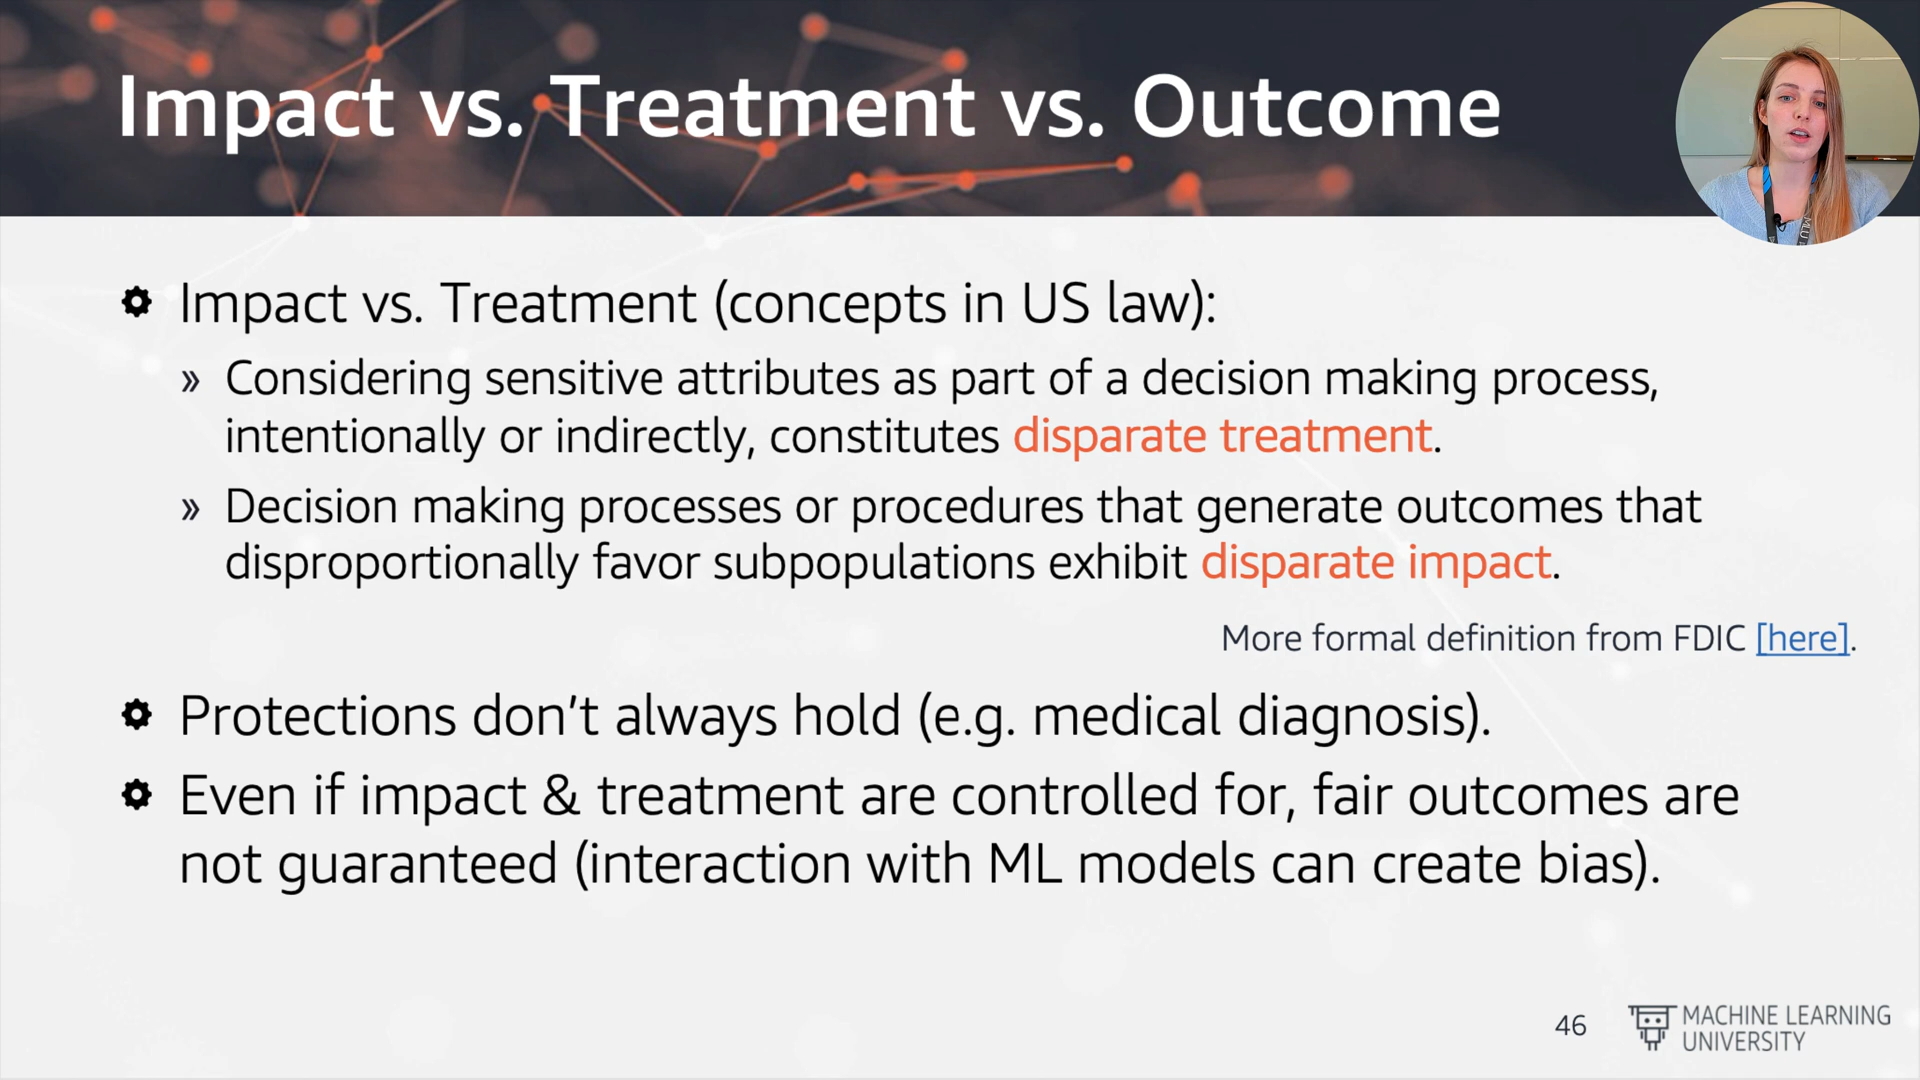 Impact vs. Treatment vs. Outcome
Impact vs. Treatment (concepts in US law):
» Considering sensitive attributes as part of a decision making process,
intentionally or indirectly, constitutes disparate treatment.
» Decision making processes or procedures that generate outcomes that
disproportionally favor subpopulations exhibit disparate impact.
More formal definition from FDIC [here].
Protections don’t always hold (e.g. medical diagnosis).
Even if impact & treatment are controlled for, fair outcomes are
not guaranteed (interaction with ML models can create bias).
46
MACHINE LEARNING
UNIVERSITY
MLU